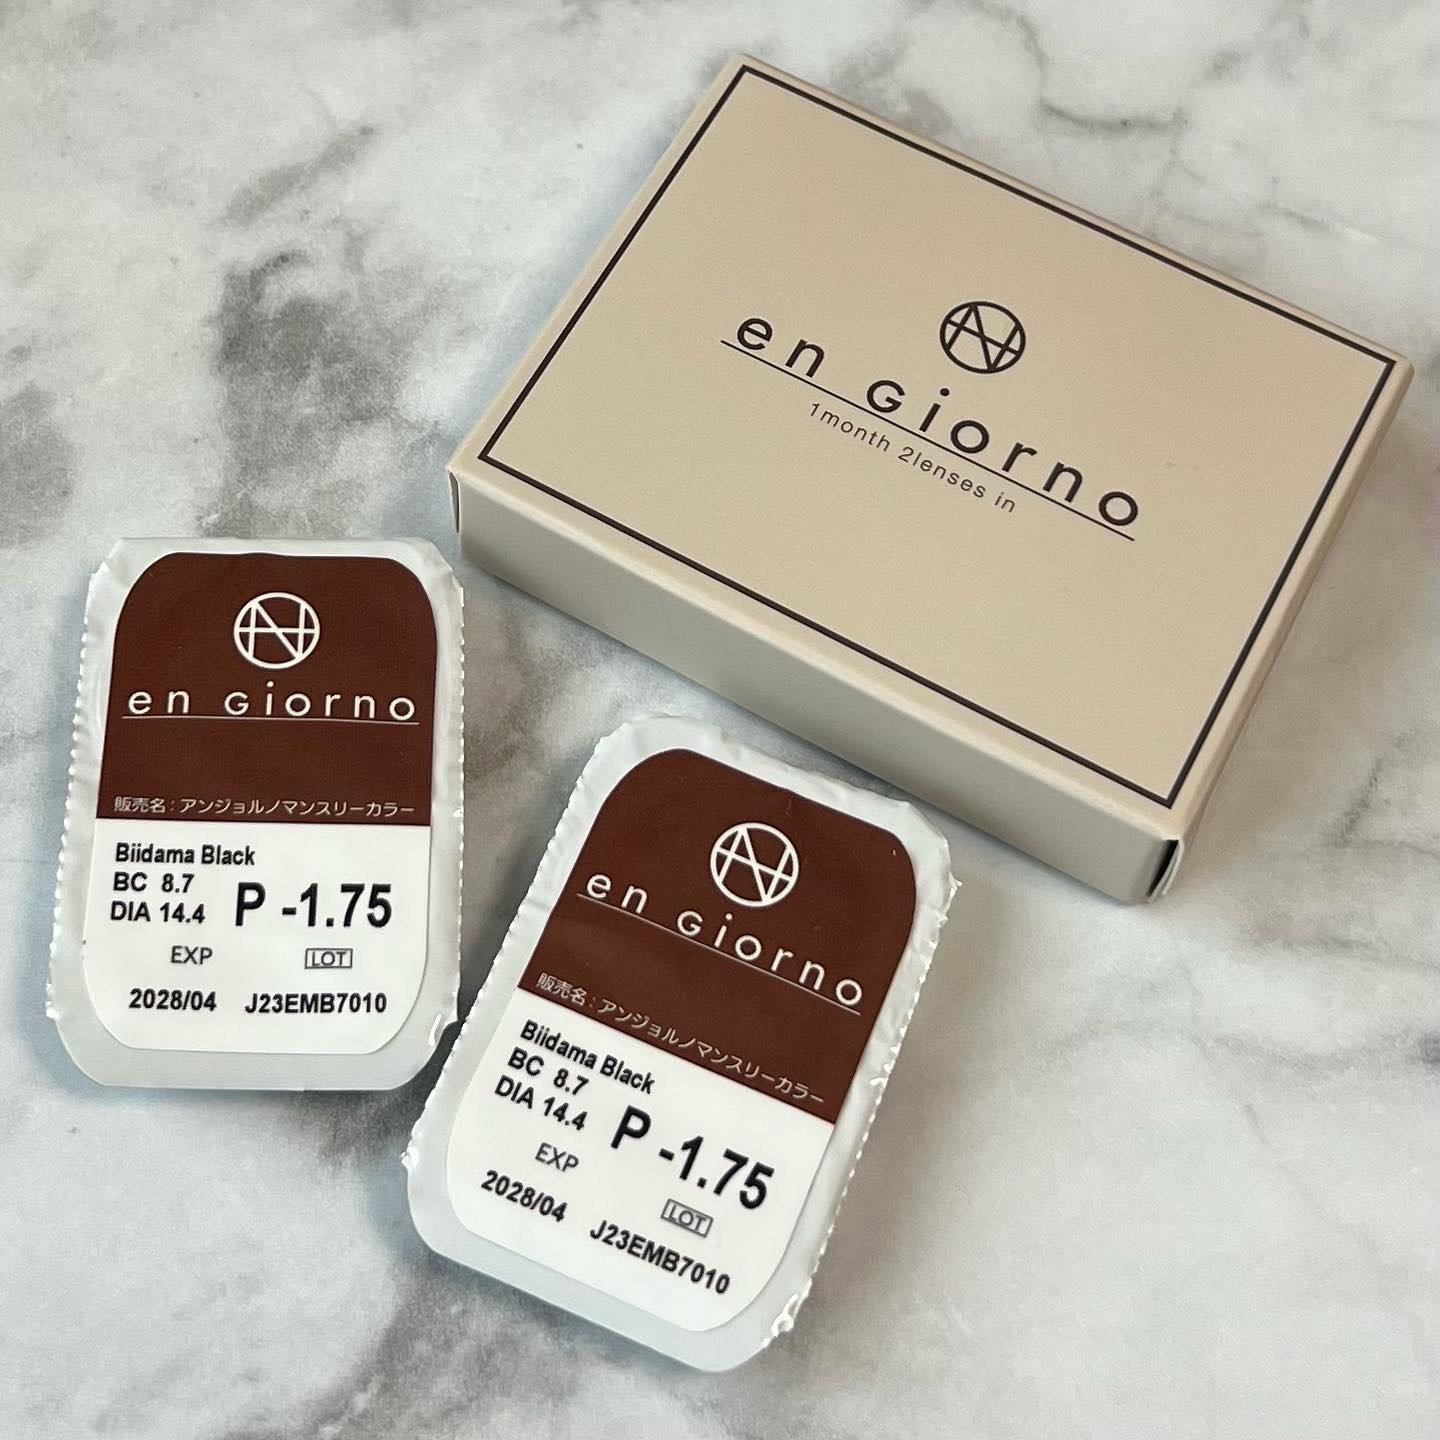 en Giorno
1month 2lenses in
en Giorno
販売名：アンジョルノマンスリーカラー
Biidama Black
BC 8.7
DIA 14.4 P -1.75
EXP LOT
2028/04 J23EMB7010
en Giorno
販売名：アンジョルノマンスリーカラー
Biidama Black
BC 8.7
DIA 14.4 P -1.75
EXP LOT
2028/04 J23EMB7010